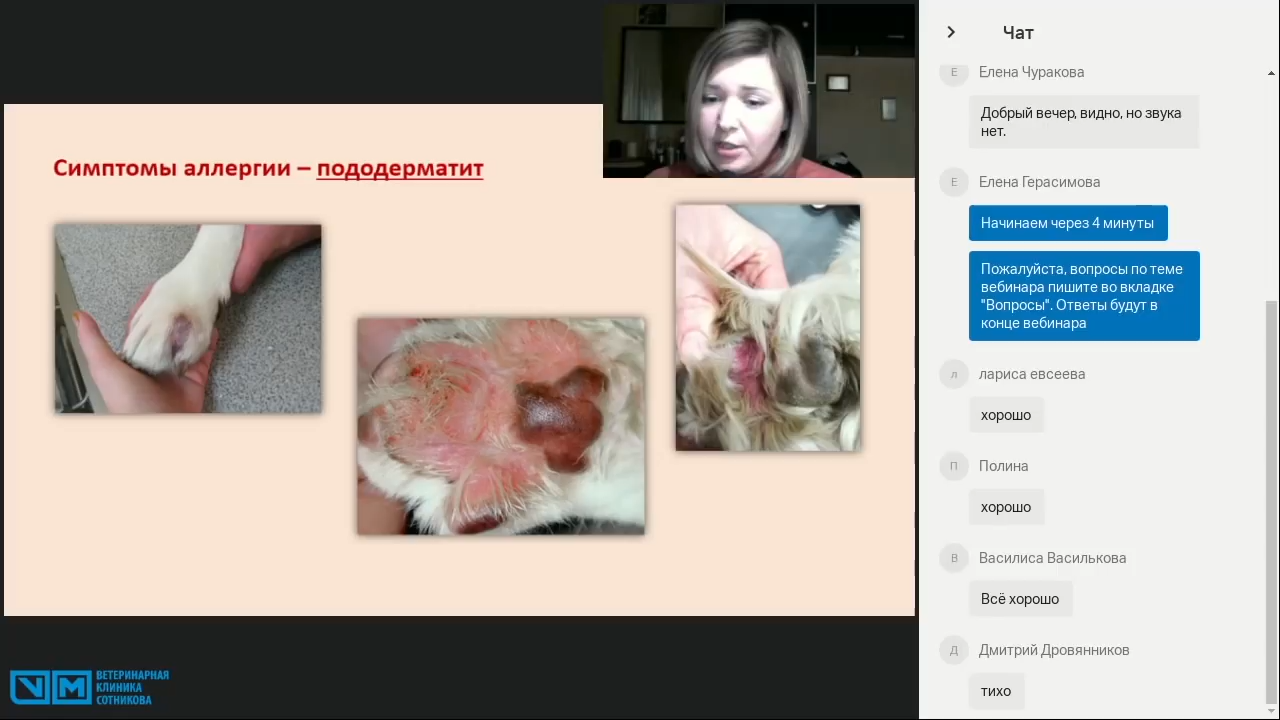 Симптомы аллергии – пододерматит
VM ВЕТЕРИНАРНАЯ
КЛИНИКА
СОТНИКОВА
Чат
Е Елена Чуракова
Добрый вечер, видно, но звука
нет.
Е Елена Герасимова
Начинаем через 4 минуты
Пожалуйста, вопросы по теме
вебинара пишите во вкладке
"Вопросы". Ответы будут в
конце вебинара
л лариса евсеева
хорошо
П Полина
хорошо
В Василиса Василькова
Всё хорошо
Д Дмитрий Дровянников
тихо